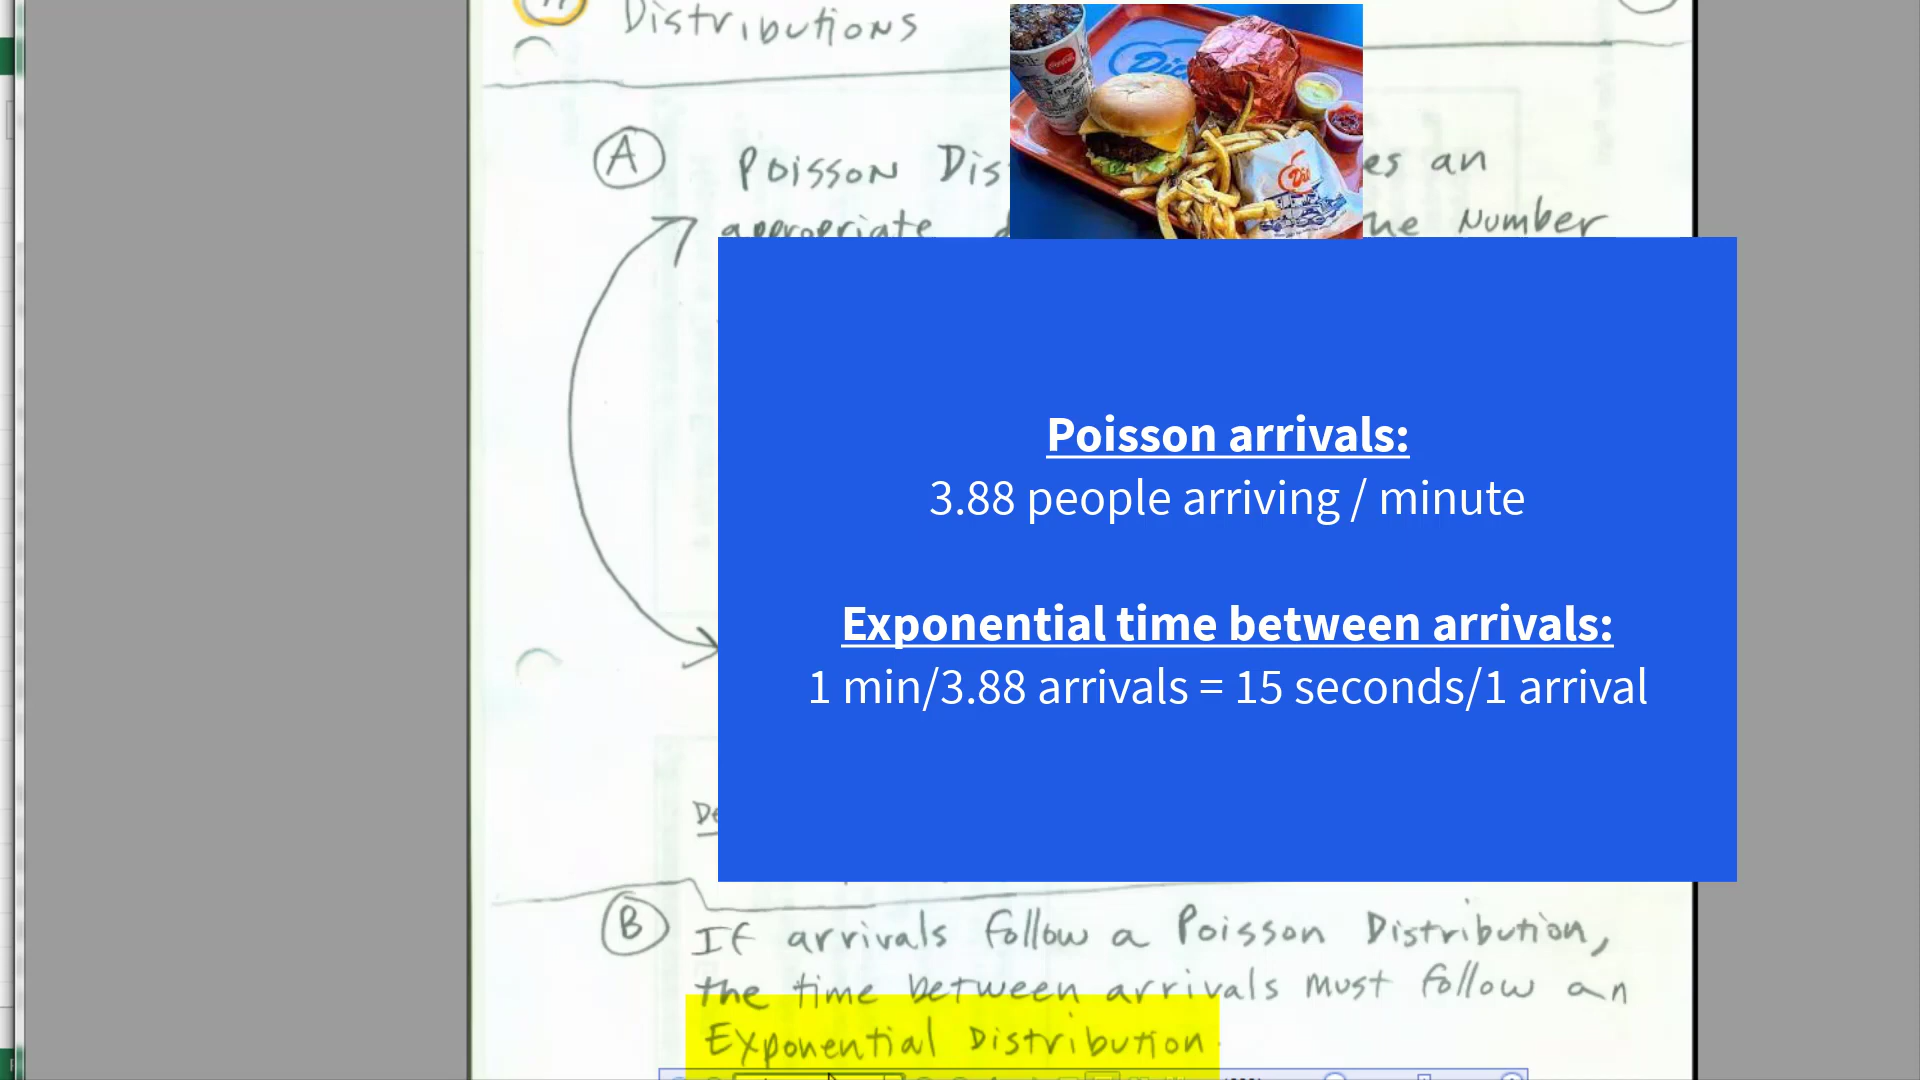 Distributions
A Poisson Dis es an
appropriate he Number
Poisson arrivals:
3.88 people arriving / minute
Exponential time between arrivals:
1 min/3.88 arrivals = 15 seconds/1 arrival
B If arrivals follow a Poisson Distribution,
the time between arrivals must follow an
Exponential Distribution